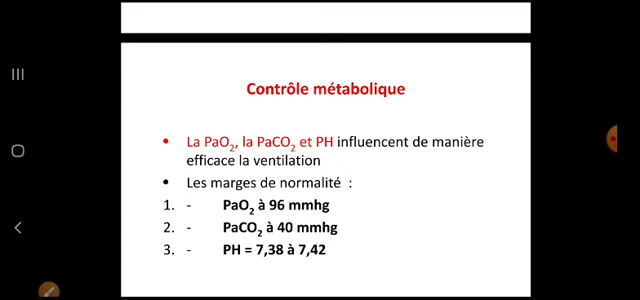 Contrôle métabolique
• La PaO₂, la PaCO₂ et PH influencent de manière
efficace la ventilation
• Les marges de normalité :
1. - PaO₂ à 96 mmhg
2. - PaCO₂ à 40 mmhg
3. - PH = 7,38 à 7,42